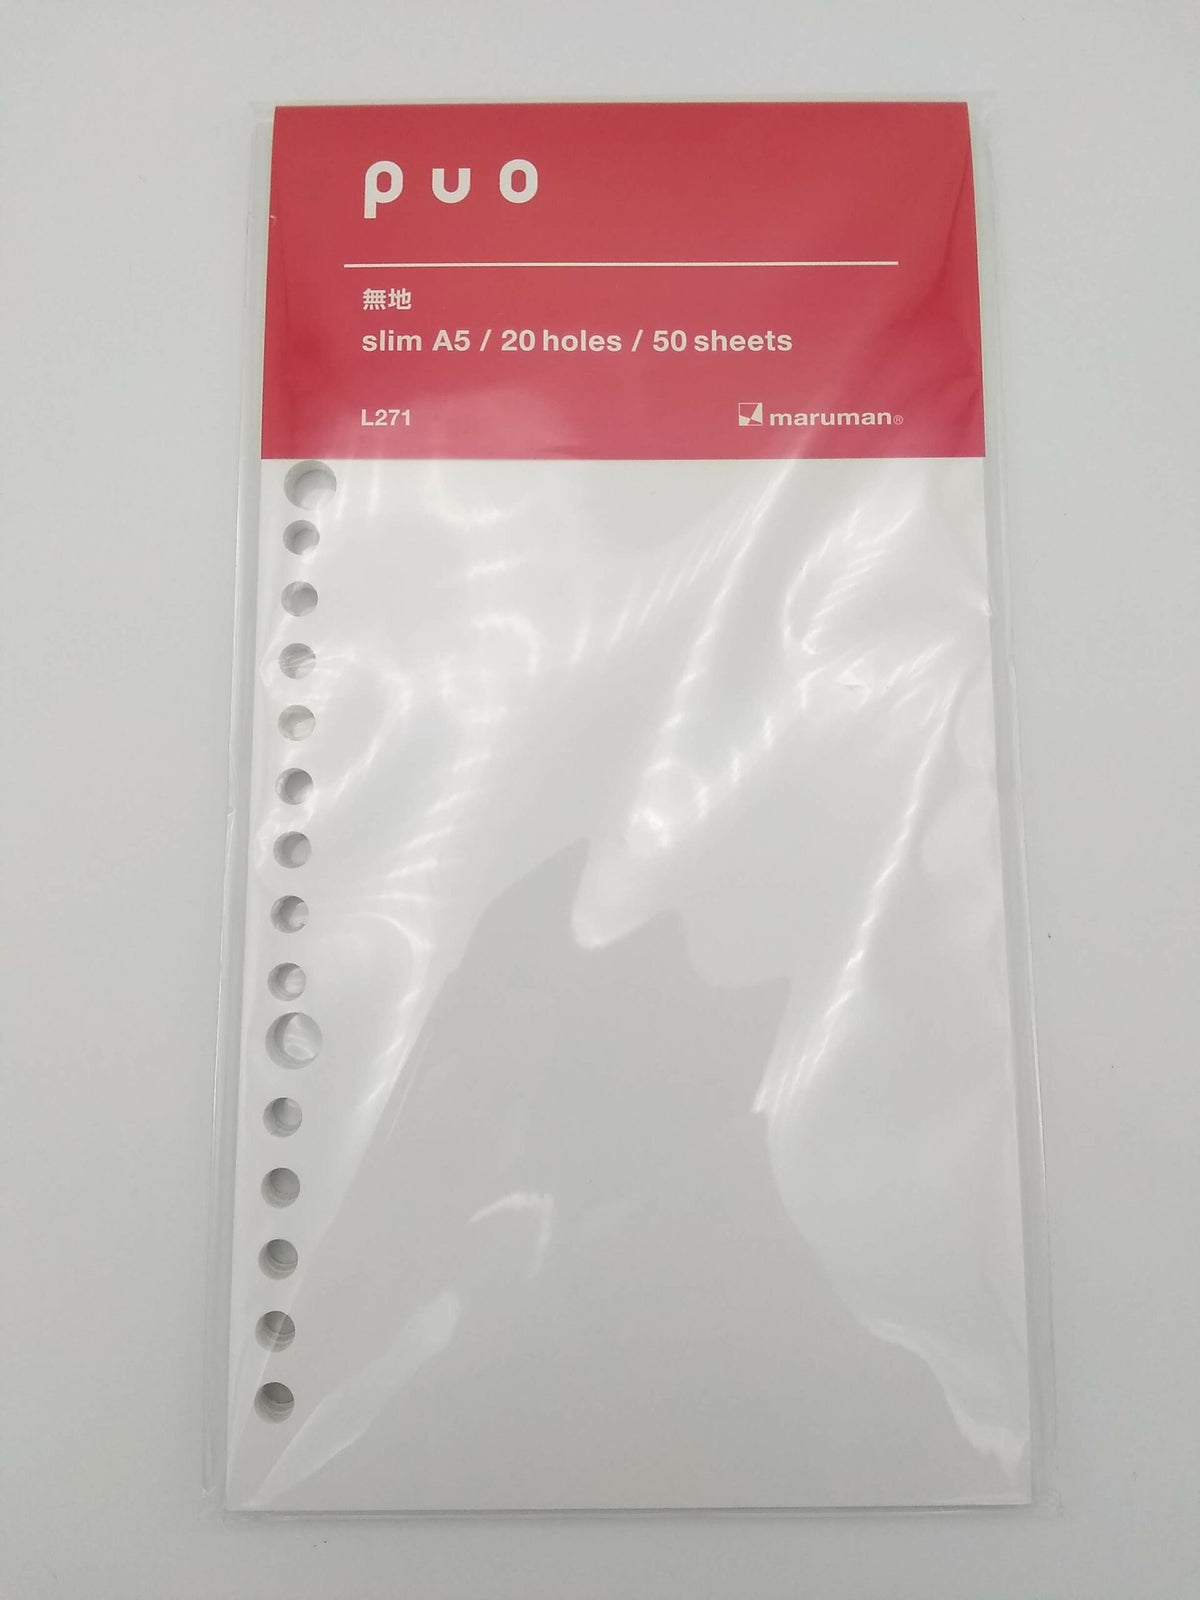 puo
無地
slim A5 / 20 holes / 50 sheets
L271
maruman®